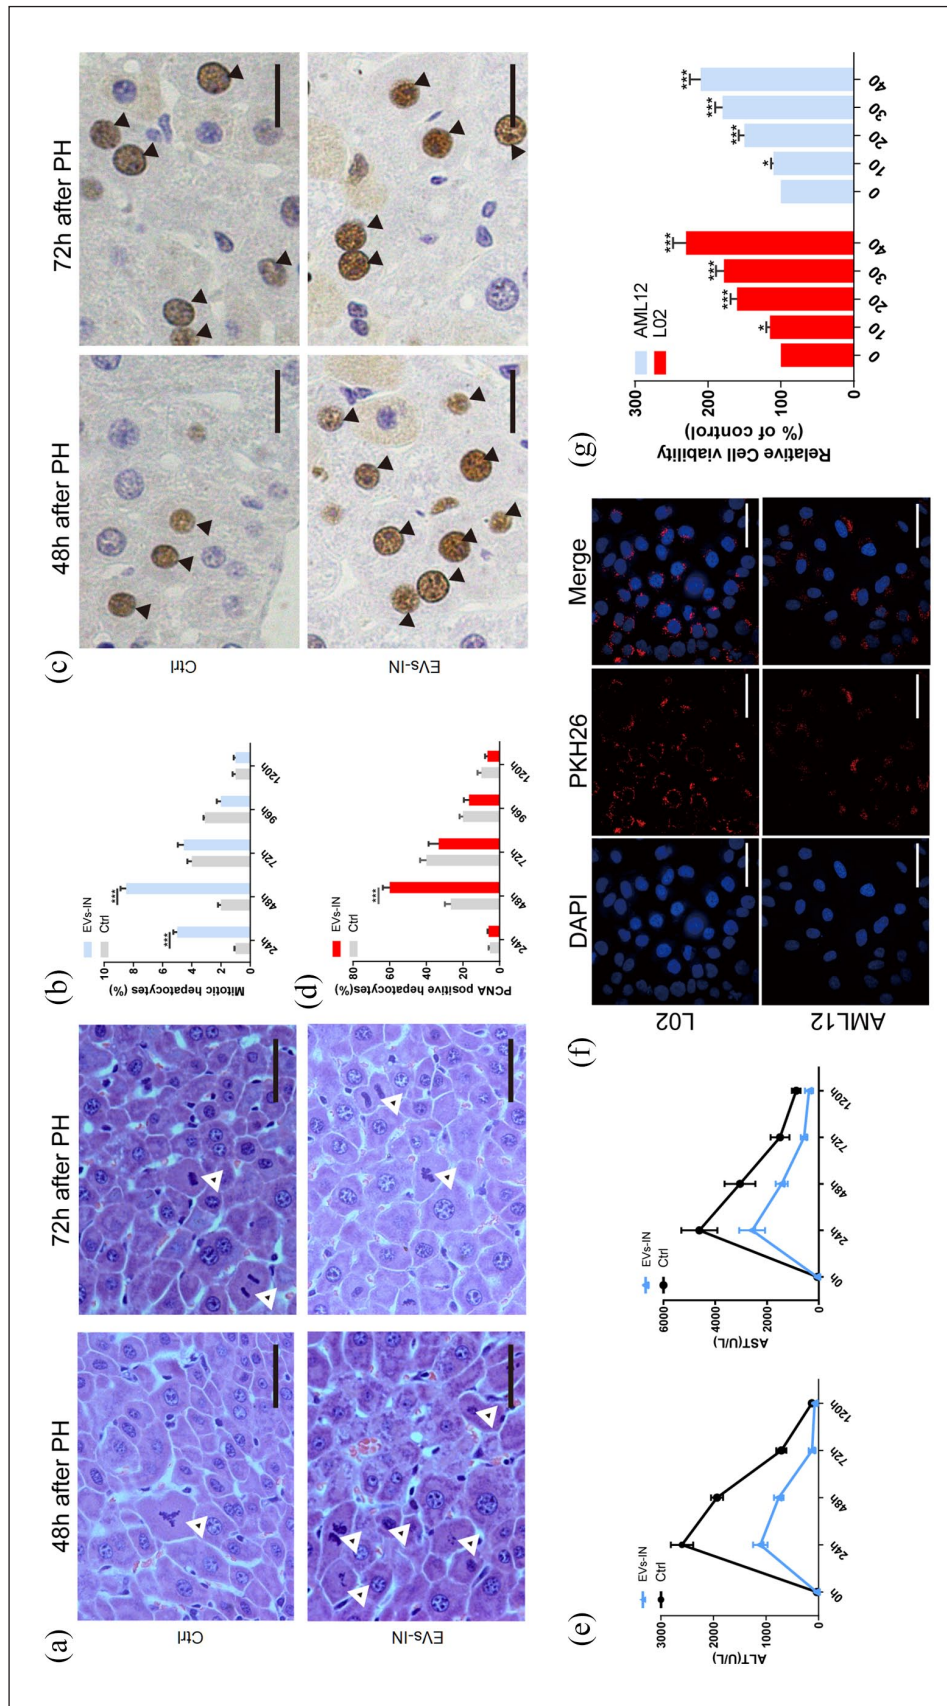 (a)
48h after PH
72h after PH
Ctrl
EVs-IN
(b)
EVs-IN
Ctrl
Mitotic hepatocytes (%)
10
8
6
4
2
0
***
***
24h
48h
72h
96h
120h
(d)
EVs-IN
Ctrl
PCNA positive hepatocytes(%)
80
60
40
20
0
***
24h
48h
72h
96h
120h
(c)
48h after PH
72h after PH
Ctrl
EVs-IN
(e)
EVs-IN
Ctrl
ALT(U/L)
3000
2000
1000
0
0h
24h
48h
72h
120h
EVs-IN
Ctrl
AST(U/L)
6000
4000
2000
0
0h
24h
48h
72h
120h
(f)
DAPI
PKH26
Merge
L02
AML12
(g)
AML12
L02
Relative Cell viability
(% of control)
300
200
100
0
*
***
***
***
*
***
***
***
0
10
20
30
40
0
10
20
30
40